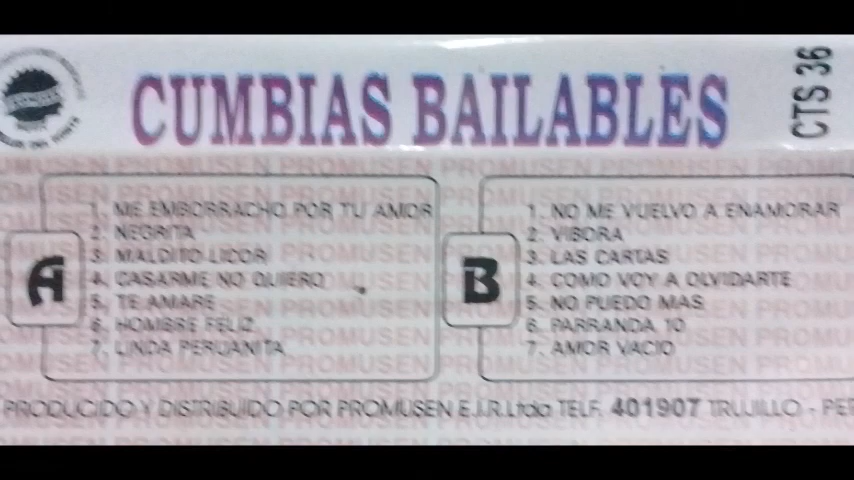 CUMBIAS BAILABLES
CTS 36
A
1. ME EMBORRACHO POR TU AMOR
2. NEGRITA
3. MALDITO LICOR
4. CASARME NO QUIERO
5. TE AMARE
6. HOMBRE FELIZ
7. LINDA PERUANITA
B
1. NO ME VUELVO A ENAMORAR
2. VIBORA
3. LAS CARTAS
4. COMO VOY A OLVIDARTE
5. NO PUEDO MAS
6. PARRANDA 10
7. AMOR VACIO
PRODUCIDO Y DISTRIBUIDO POR PROMUSEN E.I.R.Ltda TELF. 401907 TRUJILLO - PER